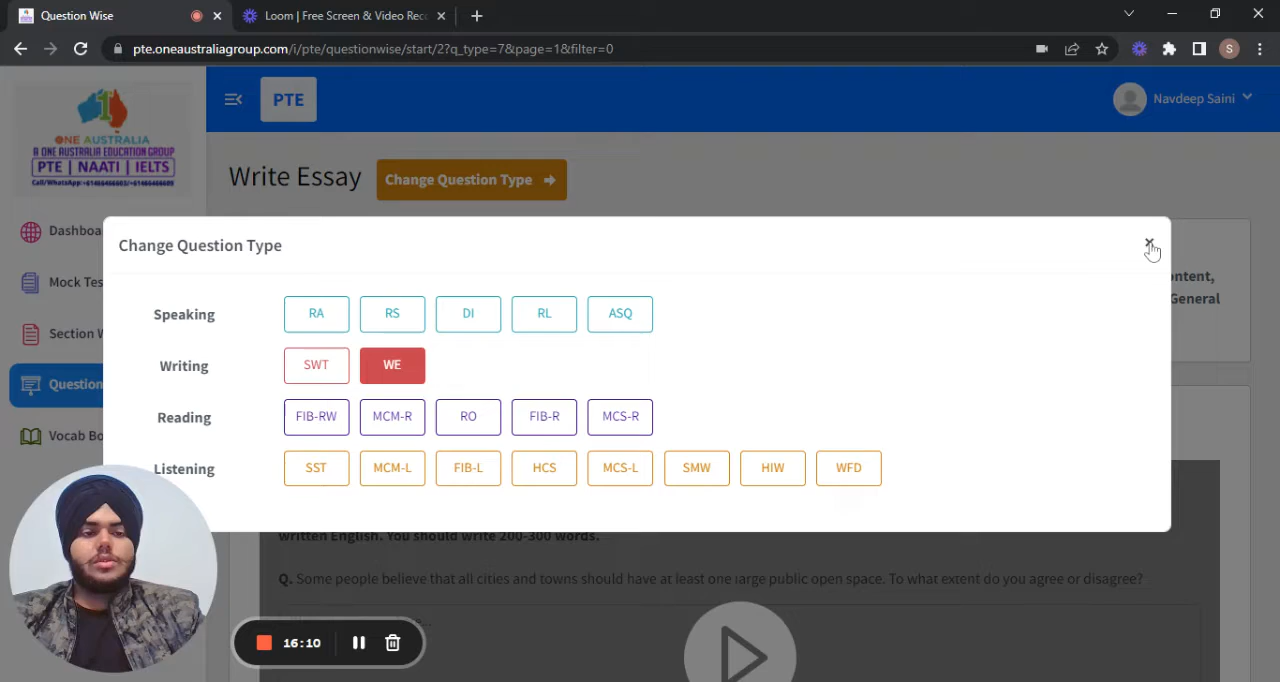 Question Wise
Loom | Free Screen & Video Rec
pte.oneaustraliagroup.com/i/pte/questionwise/start/2?q_type=7&page=1&filter=0
S
1
ONE AUSTRALIA
A ONE AUSTRALIA EDUCATION GROUP
PTE | NAATI | IELTS
PTE
Navdeep Saini
Write Essay
Change Question Type
Dashboa
Mock Tes
Section W
Question
Vocab Bo
ontent,
General
Change Question Type
Speaking RA RS DI RL ASQ
Writing SWT WE
Reading FIB-RW MCM-R RO FIB-R MCS-R
Listening SST MCM-L FIB-L HCS MCS-L SMW HIW WFD
written English. You should write 200-300 words.
Q. Some people believe that all cities and towns should have at least one large public open space. To what extent do you agree or disagree?
16:10